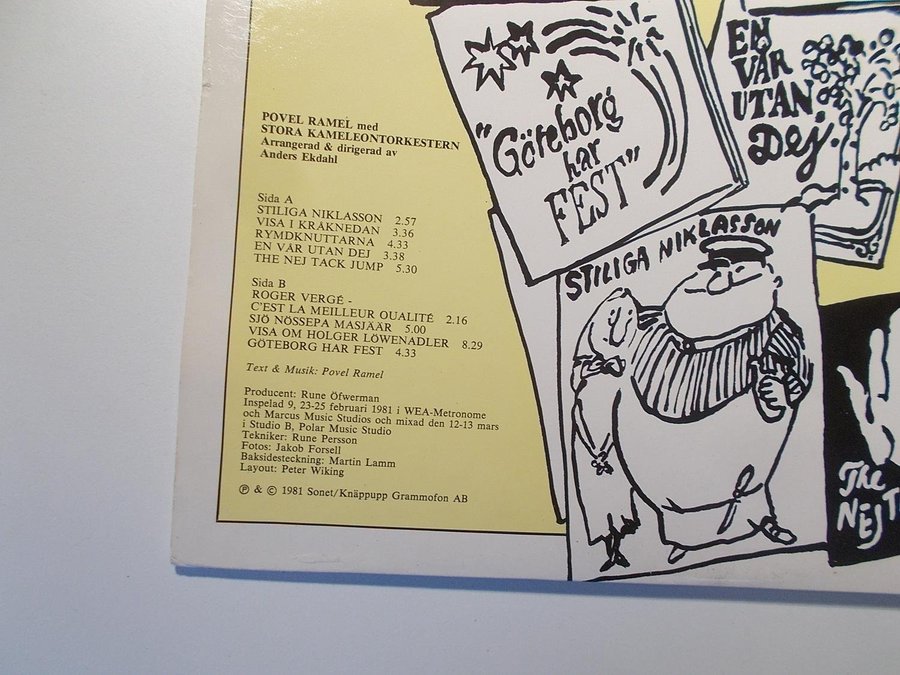 POVEL RAMEL med
STORA KAMELEONTORKESTERN
Arrangerad & dirigerad av
Anders Ekdahl
Sida A
STILIGA NIKLASSON 2.57
VISA I KRÅKNEDAN 3.36
RYMDKNUTTARNA 4.33
EN VÅR UTAN DEJ 3.38
THE NEJ TACK JUMP 5.30
Sida B
ROGER VERGÉ -
C'EST LA MEILLEUR QUALITÉ 2.16
SJÖ NÖSSEPA MASJÄÄR 5.00
VISA OM HOLGER LÖWENADLER 8.29
GÖTEBORG HAR FEST 4.33
Text & Musik: Povel Ramel
Producent: Rune Öfwerman
Inspelad 9, 23-25 februari 1981 i WEA-Metronome
och Marcus Music Studios och mixad den 12-13 mars
i Studio B, Polar Music Studio
Tekniker: Rune Persson
Fotos: Jakob Forsell
Baksidesteckning: Martin Lamm
Layout: Peter Wiking
℗ & © 1981 Sonet/Knäppupp Grammofon AB
"Göteborg
har
FEST"
EN
VÅR
UTAN
Dej
STILIGA NIKLASSON
The
NEJ